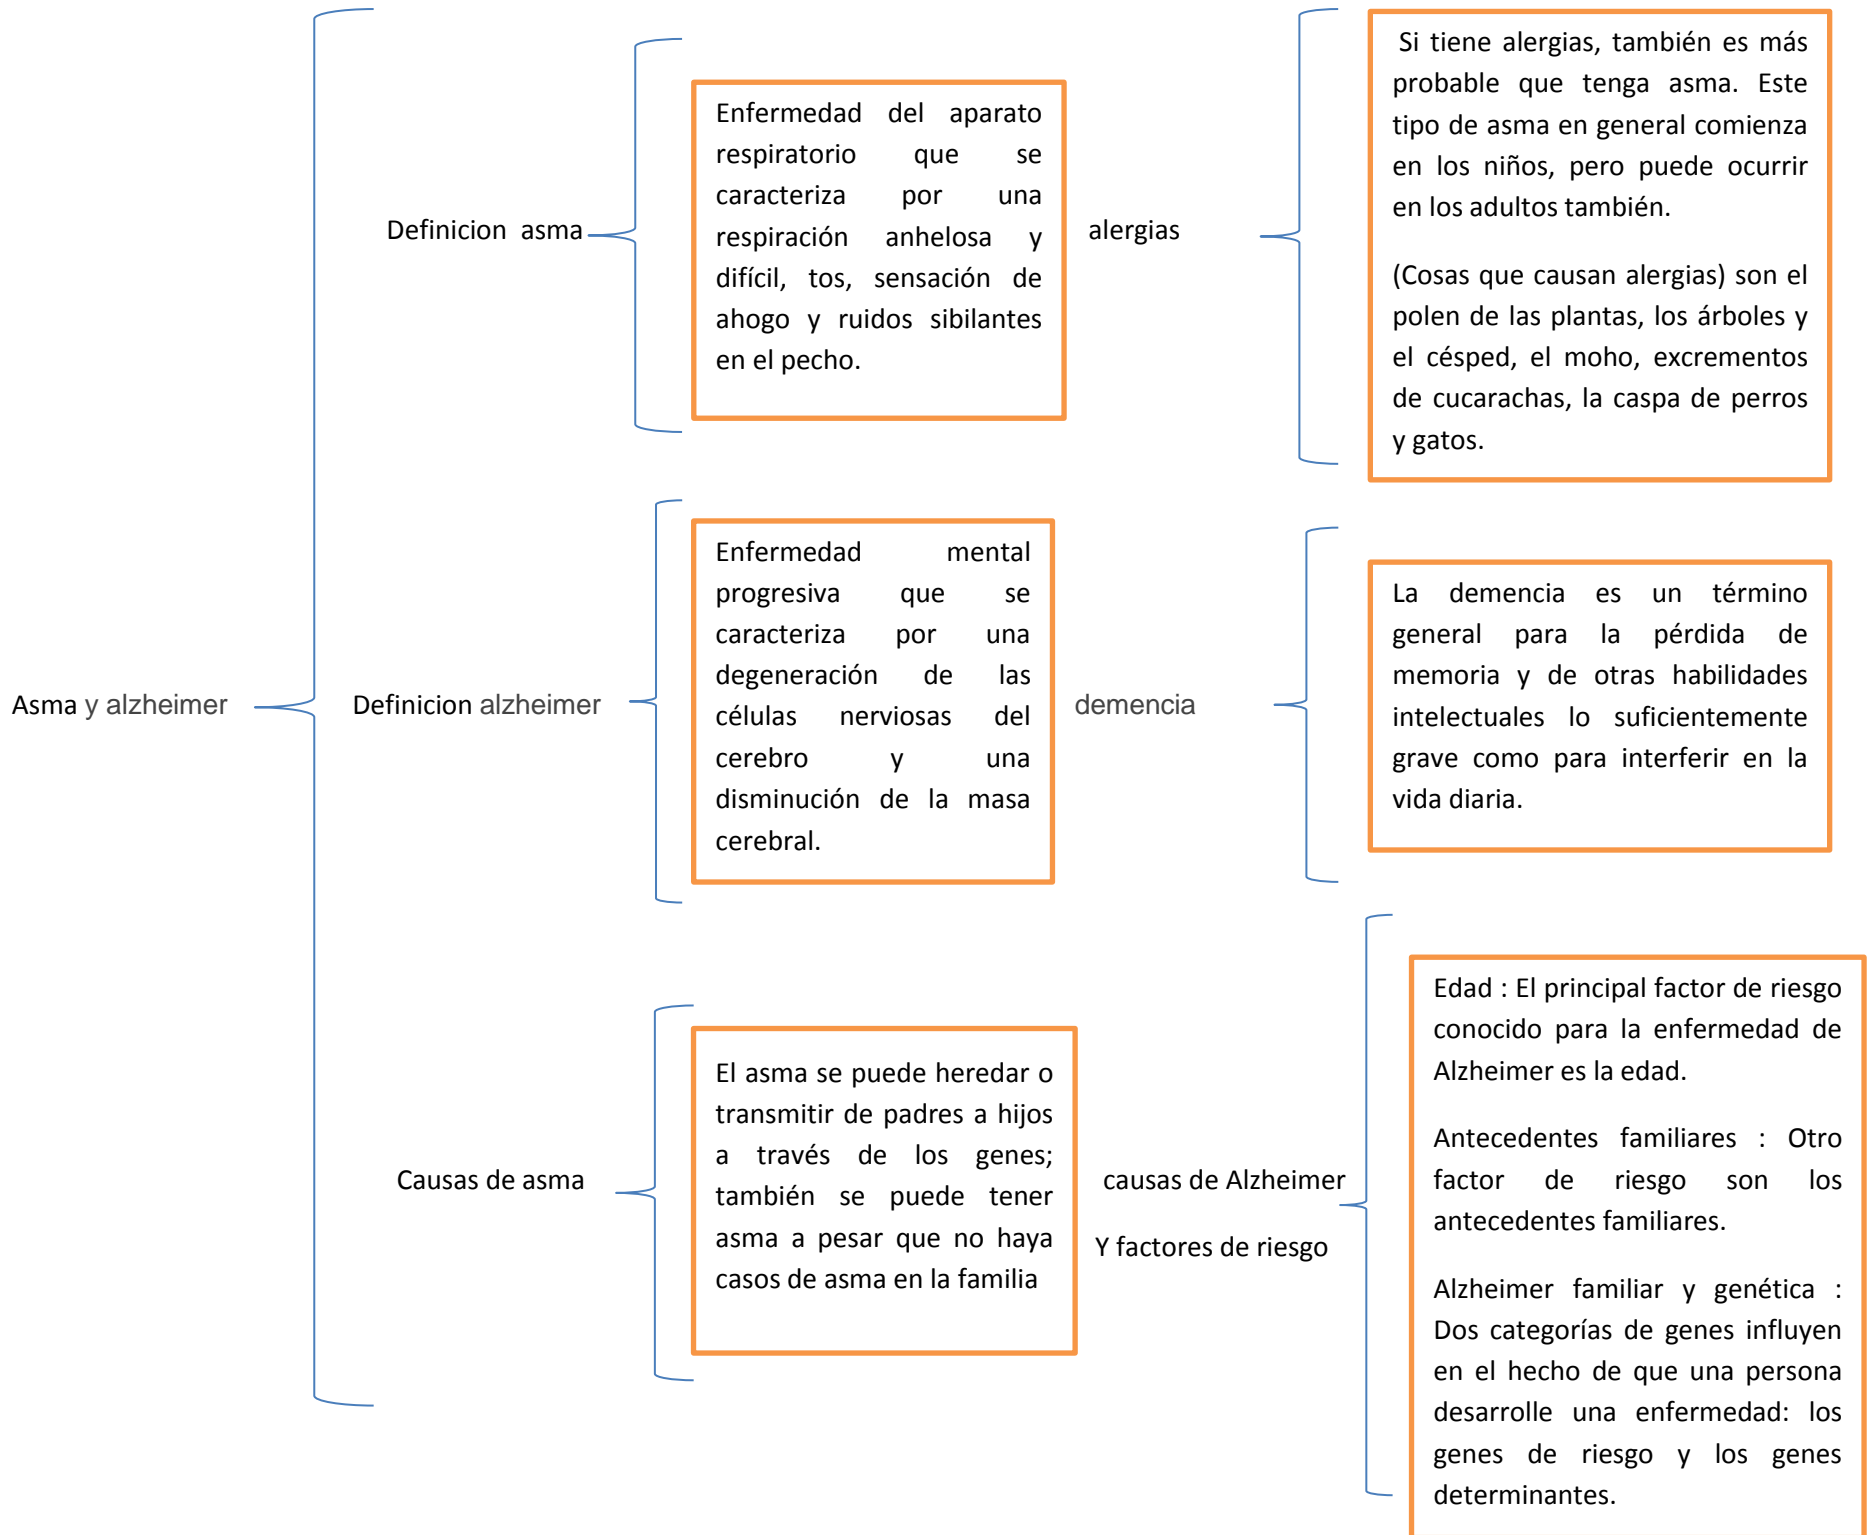 Asma y alzheimer
Definicion  asma
Enfermedad del aparato
respiratorio que se
caracteriza por una
respiración anhelosa y
difícil, tos, sensación de
ahogo y ruidos sibilantes
en el pecho.
alergias
Si tiene alergias, también es más
probable que tenga asma. Este
tipo de asma en general comienza
en los niños, pero puede ocurrir
en los adultos también.
(Cosas que causan alergias) son el
polen de las plantas, los árboles y
el césped, el moho, excrementos
de cucarachas, la caspa de perros
y gatos.
Definicion alzheimer
Enfermedad mental
progresiva que se
caracteriza por una
degeneración de las
células nerviosas del
cerebro y una
disminución de la masa
cerebral.
demencia
La demencia es un término
general para la pérdida de
memoria y de otras habilidades
intelectuales lo suficientemente
grave como para interferir en la
vida diaria.
Causas de asma
El asma se puede heredar o
transmitir de padres a hijos
a través de los genes;
también se puede tener
asma a pesar que no haya
casos de asma en la familia
causas de Alzheimer
Y factores de riesgo
Edad : El principal factor de riesgo
conocido para la enfermedad de
Alzheimer es la edad.
Antecedentes familiares : Otro
factor de riesgo son los
antecedentes familiares.
Alzheimer familiar y genética :
Dos categorías de genes influyen
en el hecho de que una persona
desarrolle una enfermedad: los
genes de riesgo y los genes
determinantes.